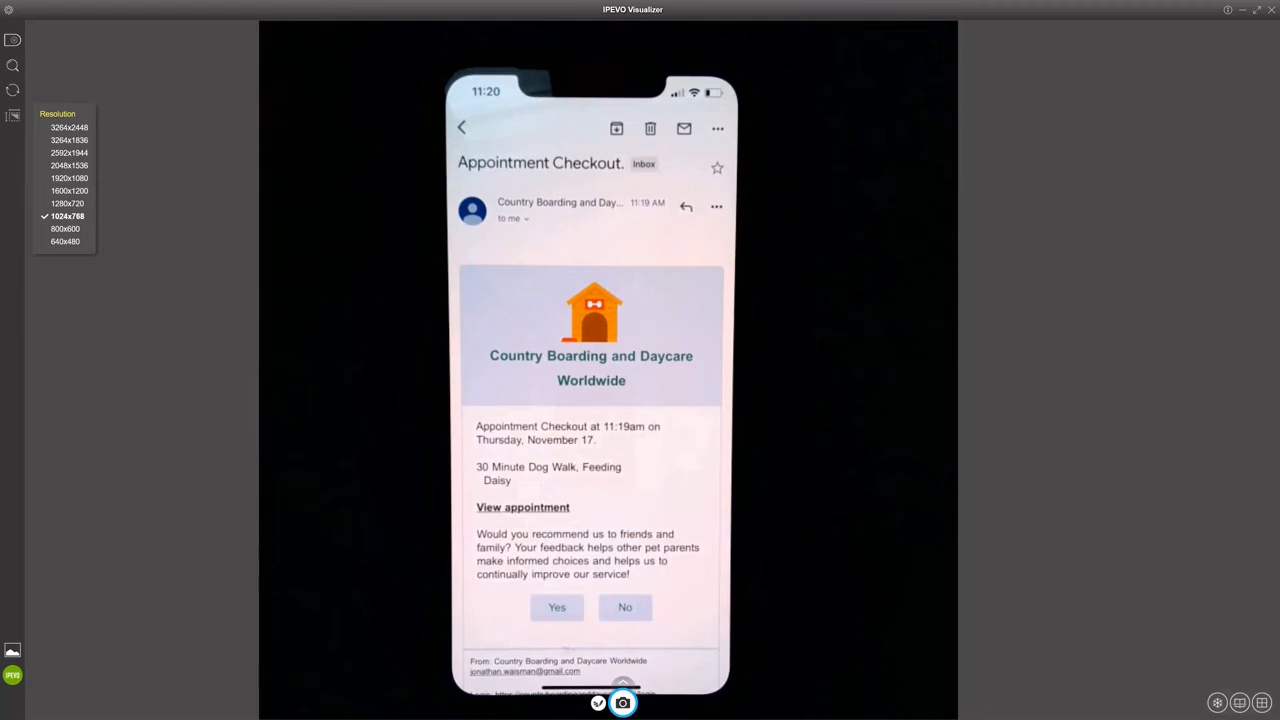 IPEVO Visualizer
Resolution
3264x2448
3264x1836
2592x1944
2048x1536
1920x1080
1600x1200
1280x720
1024x768
800x600
640x480
IPEVO
11:20
Appointment Checkout. Inbox
Country Boarding and Day... 11:19 AM
to me
Country Boarding and Daycare
Worldwide
Appointment Checkout at 11:19am on
Thursday, November 17.
30 Minute Dog Walk, Feeding
Daisy
View appointment
Would you recommend us to friends and
family? Your feedback helps other pet parents
make informed choices and helps us to
continually improve our service!
Yes No
From: Country Boarding and Daycare Worldwide
jonathan.waisman@gmail.com